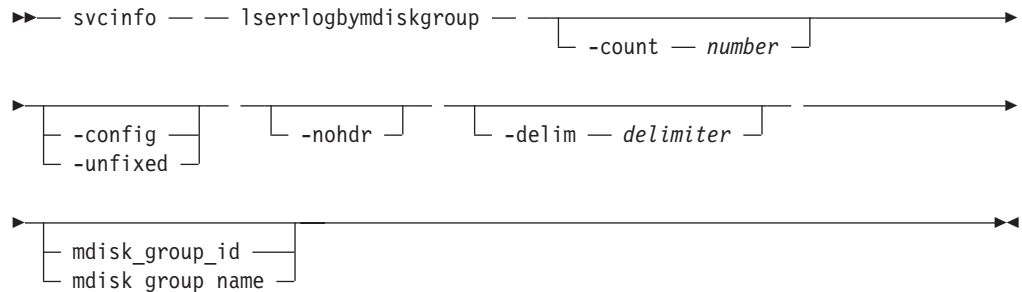 svcinfo lserrlogbymdiskgroup
-count number
-config -nohdr -delim delimiter
-unfixed
mdisk_group_id
mdisk group name